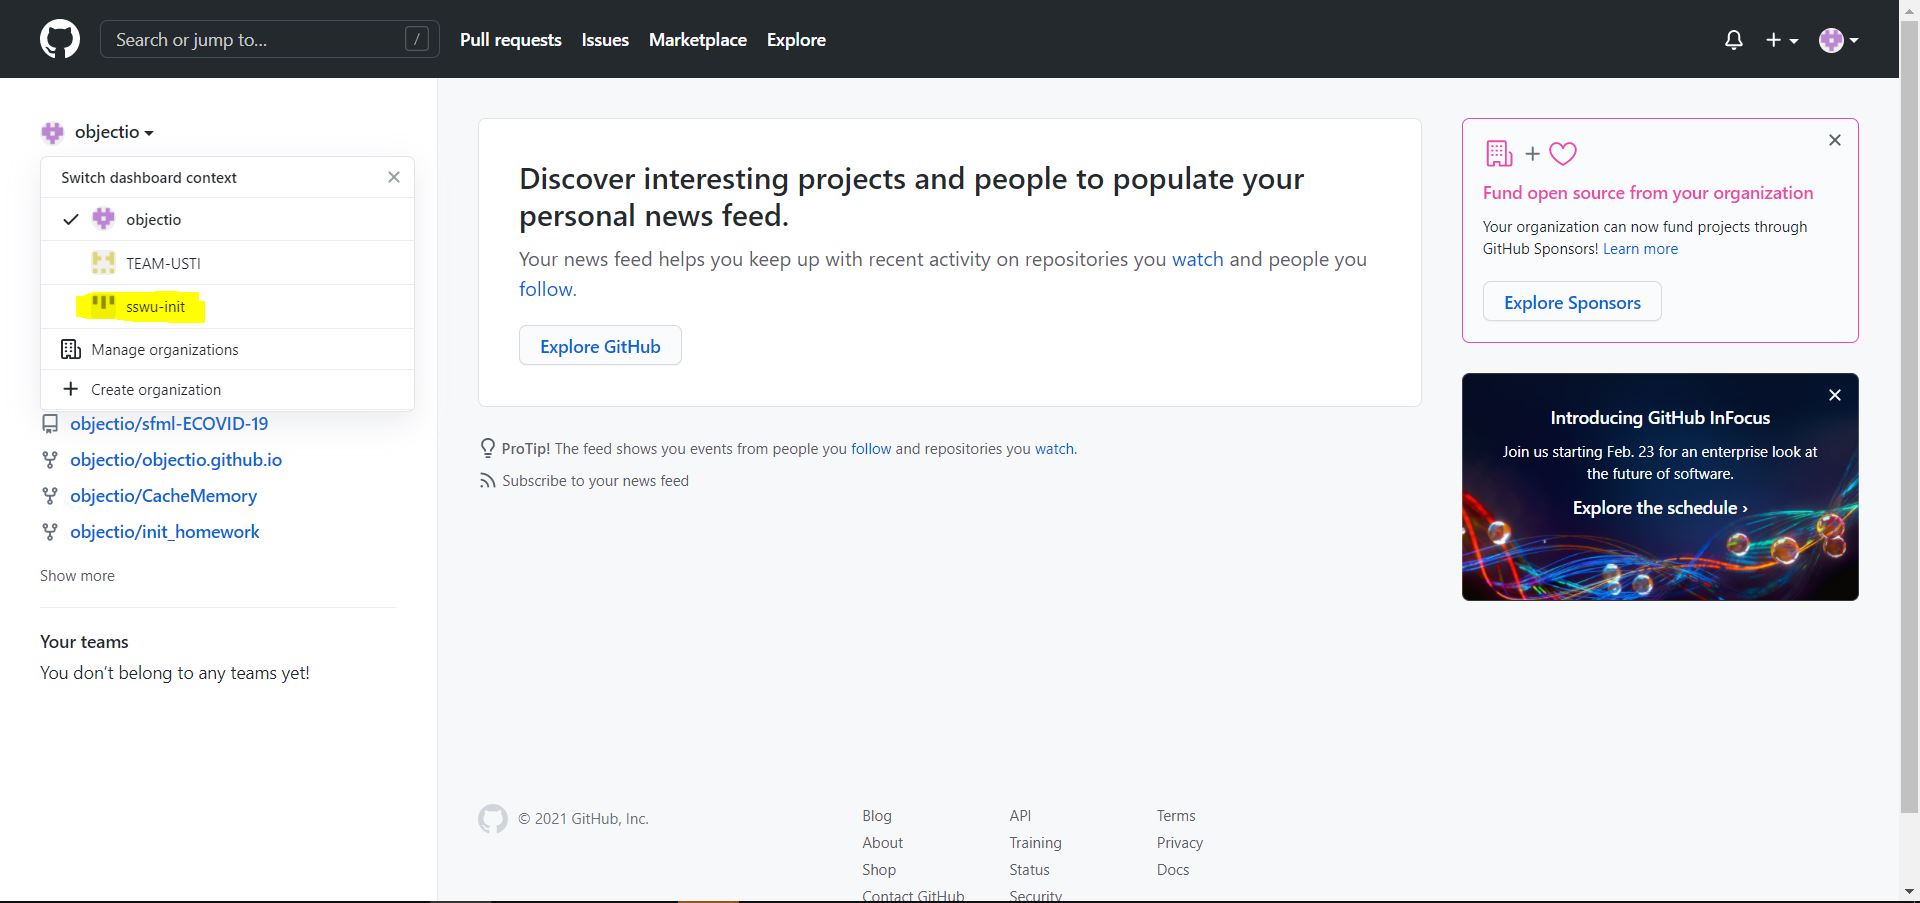 Search or jump to...
/
Pull requests
Issues
Marketplace
Explore
objectio
Switch dashboard context
objectio
TEAM-USTI
sswu-init
Manage organizations
Create organization
objectio/sfml-ECOVID-19
objectio/objectio.github.io
objectio/CacheMemory
objectio/init_homework
Show more
Your teams
You don’t belong to any teams yet!
Discover interesting projects and people to populate your
personal news feed.
Your news feed helps you keep up with recent activity on repositories you watch and people you
follow.
Explore GitHub
ProTip! The feed shows you events from people you follow and repositories you watch.
Subscribe to your news feed
Fund open source from your organization
Your organization can now fund projects through
GitHub Sponsors! Learn more
Explore Sponsors
Introducing GitHub InFocus
Join us starting Feb. 23 for an enterprise look at
the future of software.
Explore the schedule ›
© 2021 GitHub, Inc.
Blog
About
Shop
Contact GitHub
API
Training
Status
Security
Terms
Privacy
Docs